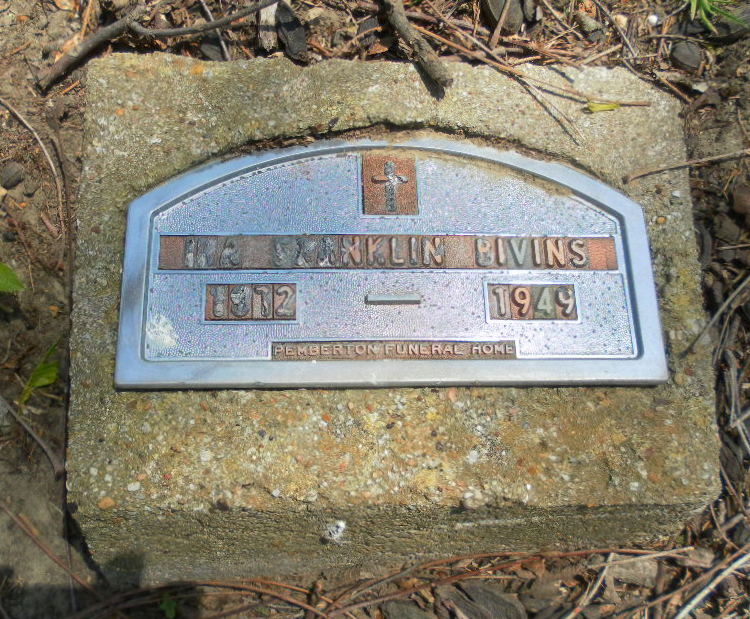 FRANKLIN BIVINS
— 1949
PEMBERTON FUNERAL HOME